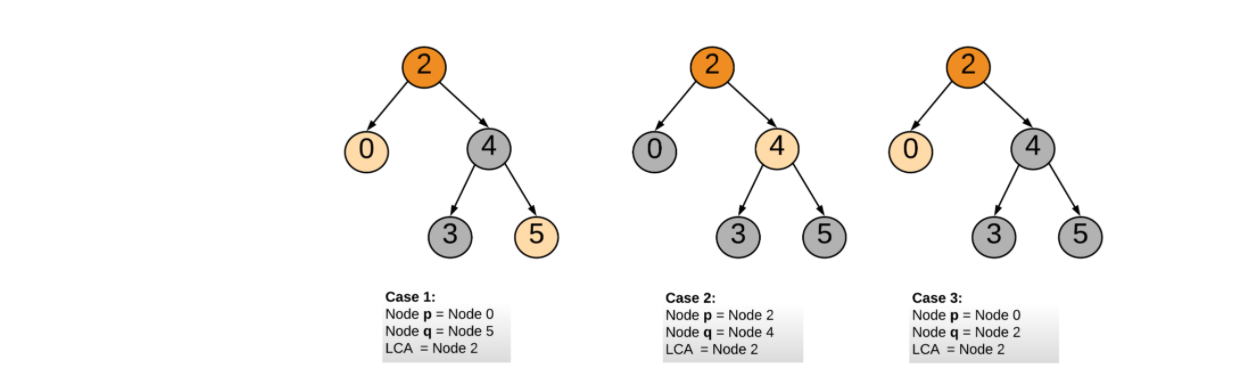 2
0
4
3
5
Case 1:
Node p = Node 0
Node q = Node 5
LCA = Node 2
2
0
4
3
5
Case 2:
Node p = Node 2
Node q = Node 4
LCA = Node 2
2
0
4
3
5
Case 3:
Node p = Node 0
Node q = Node 2
LCA = Node 2